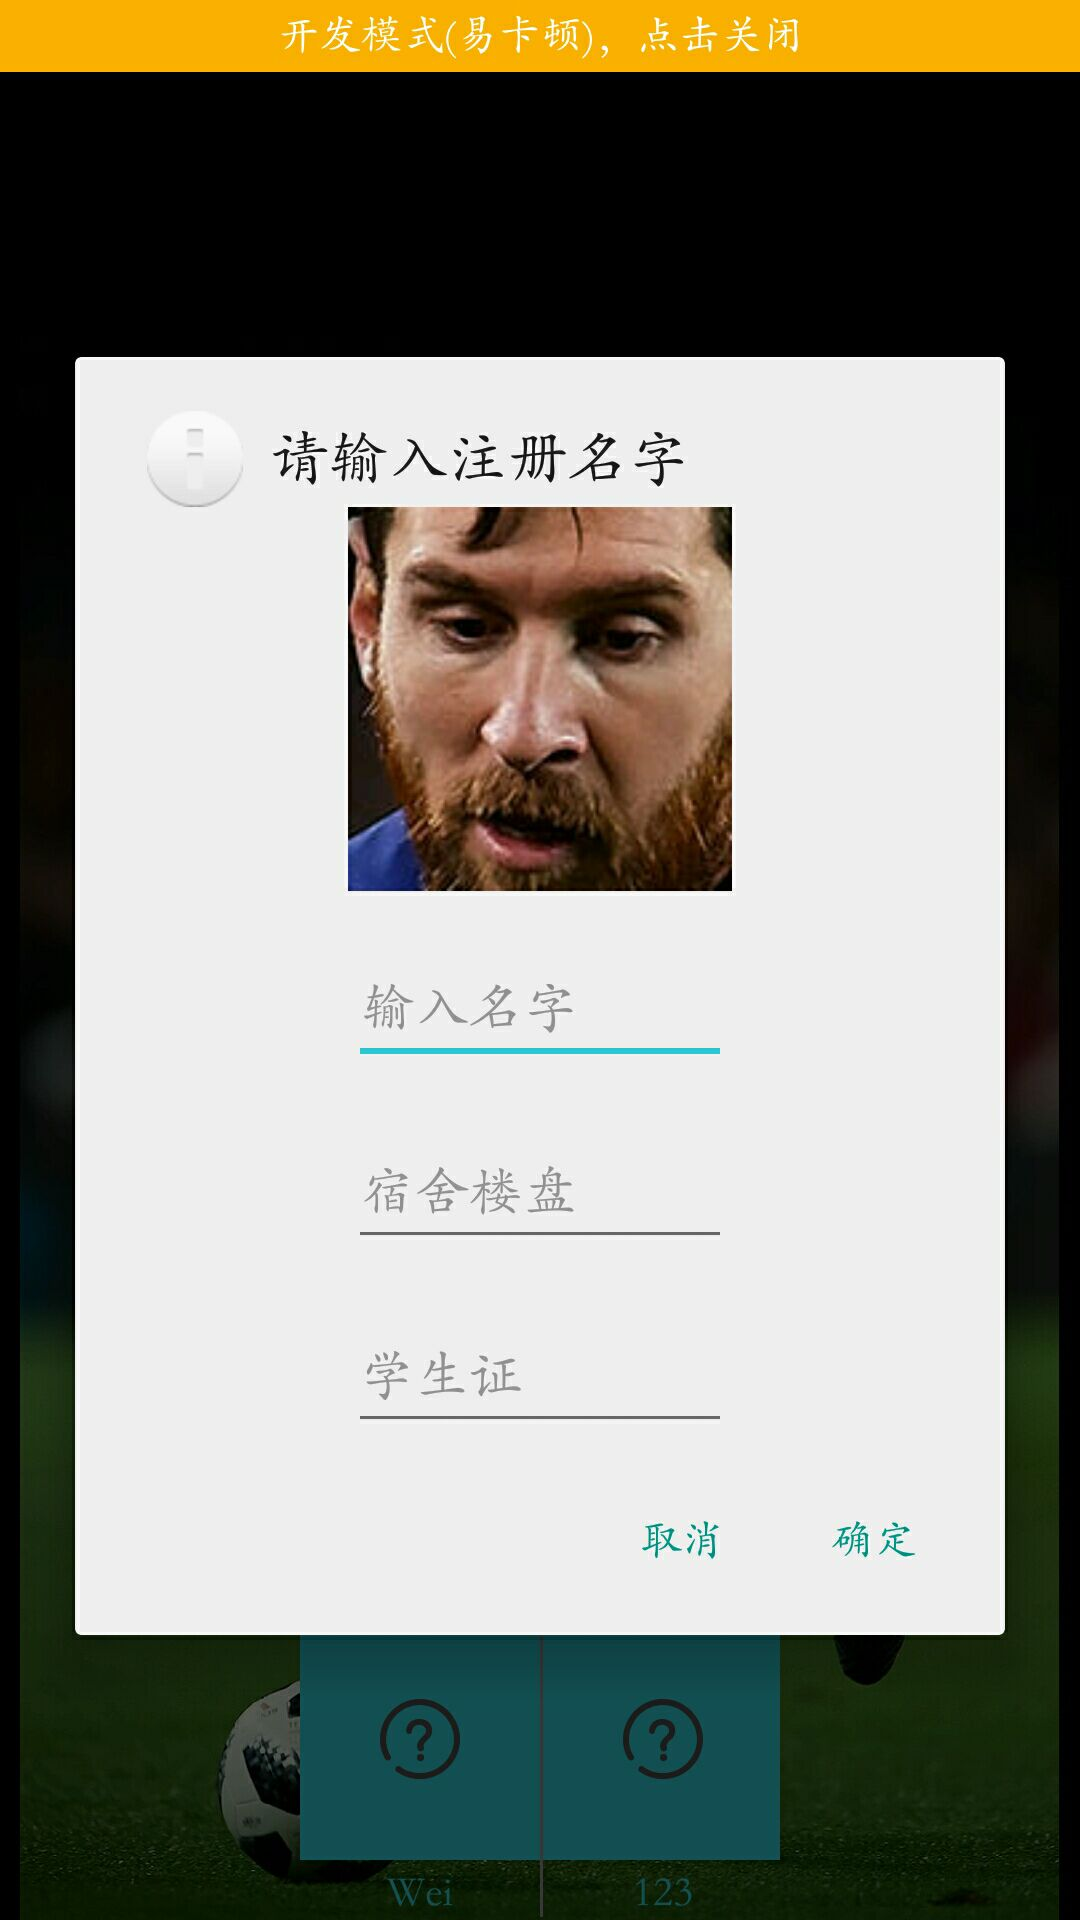 开发模式(易卡顿)，点击关闭
请输入注册名字
输入名字
宿舍楼盘
学生证
取消 确定
Wei 123